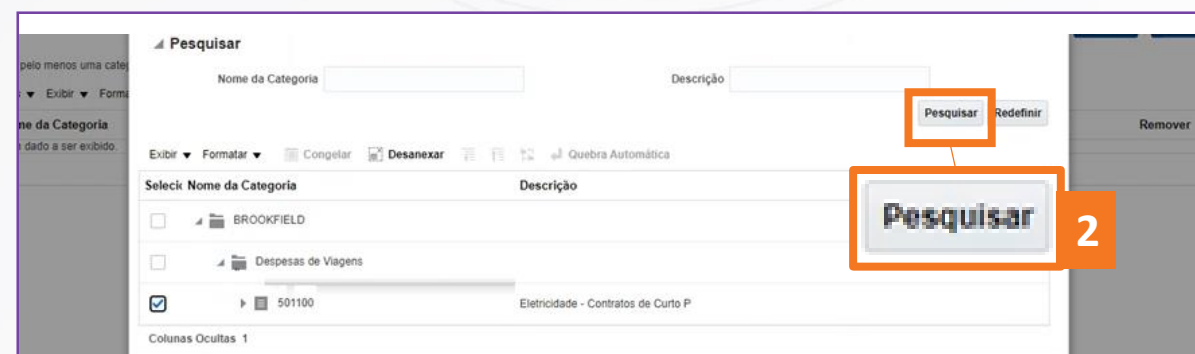 Pesquisar
pelo menos uma cate
Nome da Categoria
Descrição
Exibir Forma
Pesquisar Redefinir
me da Categoria
Remover
dado a ser exibido.
Exibir Formatar Congelar Desanexar Quebra Automática
Selecic Nome da Categoria Descrição
Pesquisar
2
BROOKFIELD
Despesas de Viagens
501100 Eletricidade - Contratos de Curto P
Colunas Ocultas 1